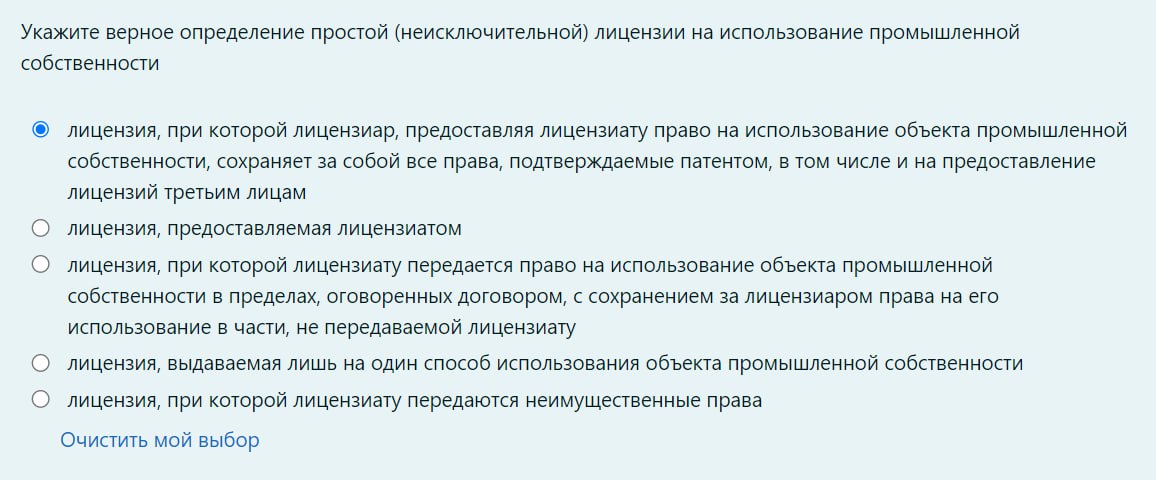 Укажите верное определение простой (неисключительной) лицензии на использование промышленной
собственности
лицензия, при которой лицензиар, предоставляя лицензиату право на использование объекта промышленной
собственности, сохраняет за собой все права, подтверждаемые патентом, в том числе и на предоставление
лицензий третьим лицам
лицензия, предоставляемая лицензиатом
лицензия, при которой лицензиату передается право на использование объекта промышленной
собственности в пределах, оговоренных договором, с сохранением за лицензиаром права на его
использование в части, не передаваемой лицензиату
лицензия, выдаваемая лишь на один способ использования объекта промышленной собственности
лицензия, при которой лицензиату передаются неимущественные права
Очистить мой выбор